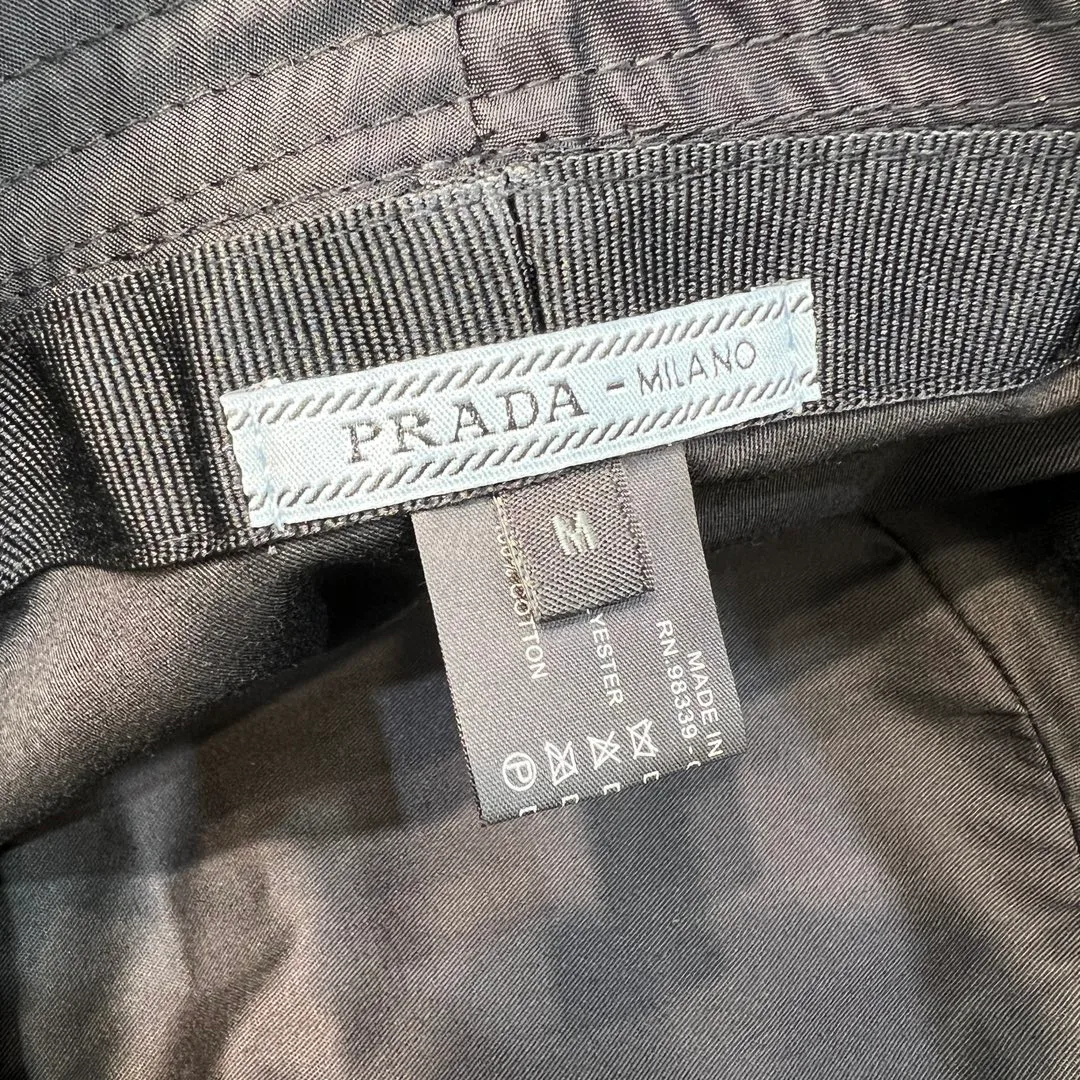 PRADA - MILANO
M
MADE IN
RN.98339-
YESTER
COTTON
P